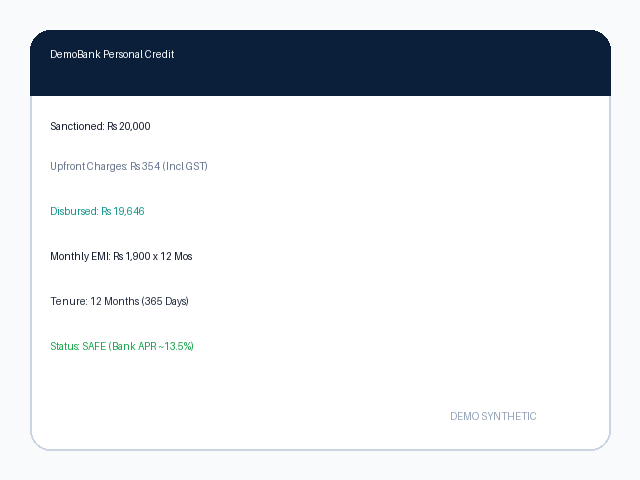 DemoBank Personal Credit
Sanctioned: Rs 20,000
Upfront Charges: Rs 354 (Incl GST)
Disbursed: Rs 19,646
Monthly EMI: Rs 1,900 x 12 Mos
Tenure: 12 Months (365 Days)
Status: SAFE (Bank APR ~13.5%)
DEMO SYNTHETIC